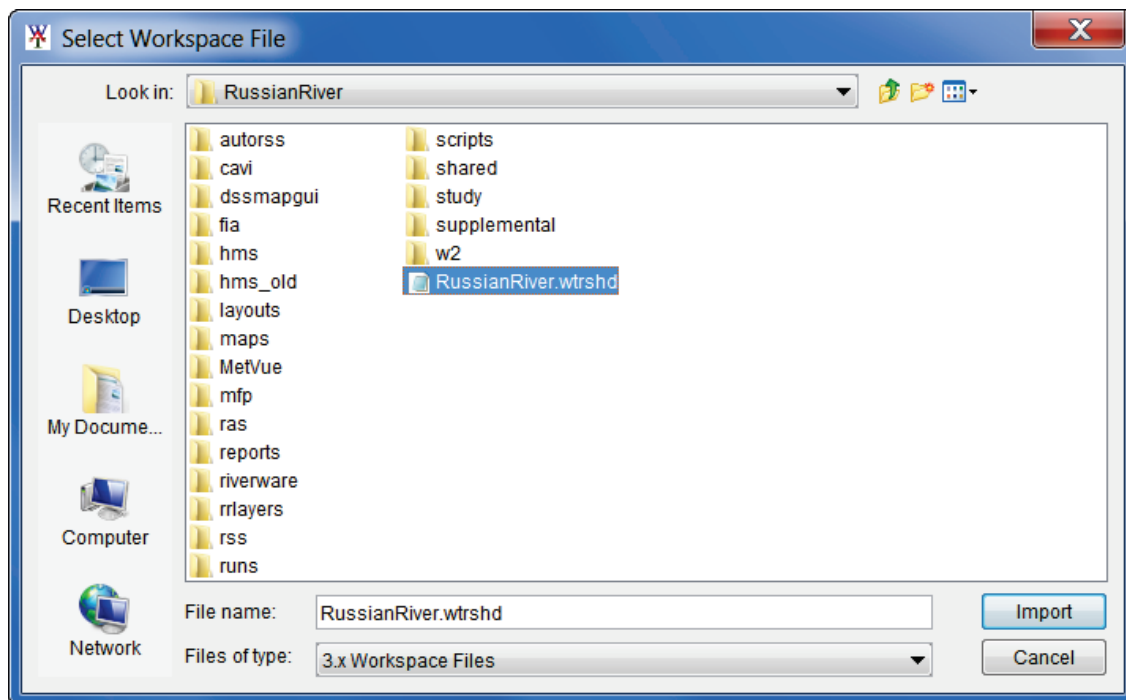 Select Workspace File
Look in: RussianRiver
Recent Items
Desktop
My Docume...
Computer
Network
autorss
cavi
dssmapgui
fia
hms
hms_old
layouts
maps
MetVue
mfp
ras
reports
riverware
rrlayers
rss
runs
scripts
shared
study
supplemental
w2
RussianRiver.wtrshd
File name: RussianRiver.wtrshd
Import
Files of type: 3.x Workspace Files
Cancel